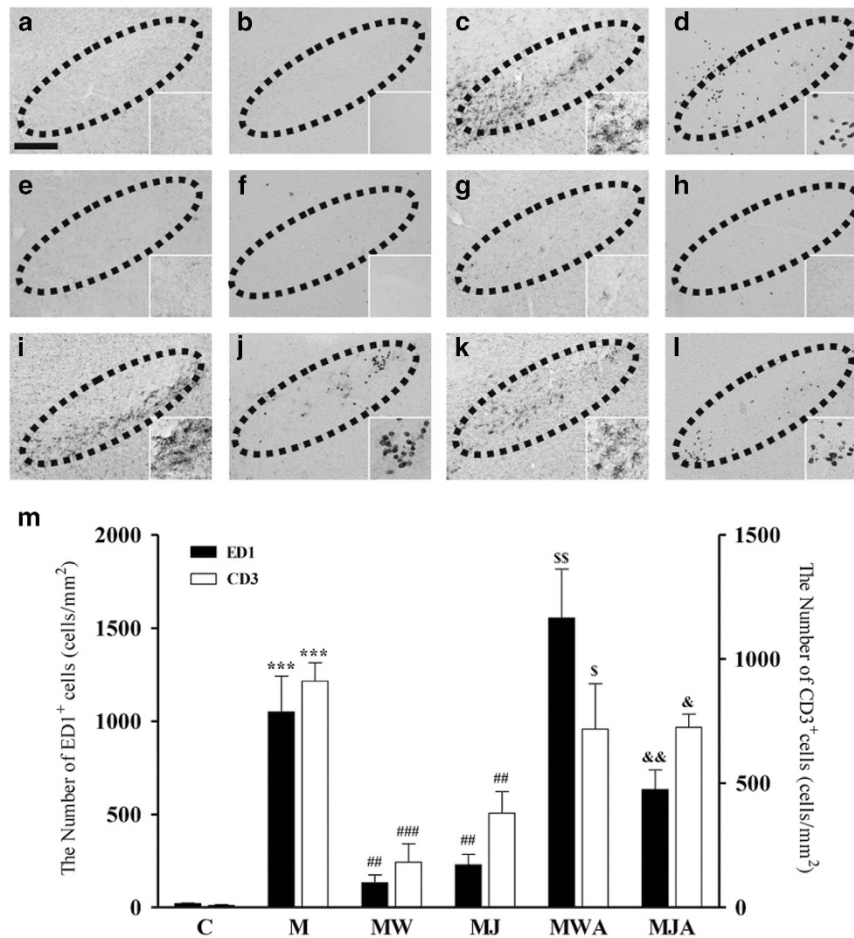 a b c d
e f g h
i j k l
m
2000 1500
ED1
CD3
1500
1000
1000
500
500
0 0
The Number of ED1⁺ cells (cells/mm²)
The Number of CD3⁺cells (cells/mm²)
*** ***
## ###
## ##
$$ $
&& &
C M MW MJ MWA MJA